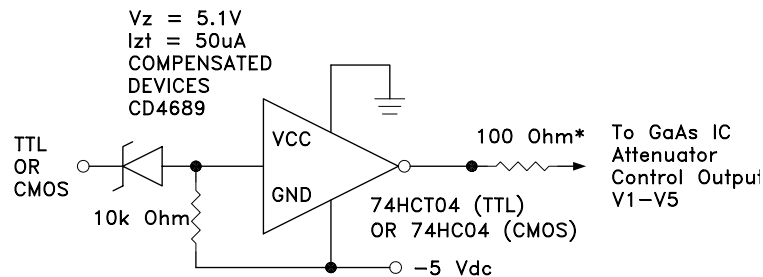 Vz = 5.1V
Izt = 50uA
COMPENSATED
DEVICES
CD4689
TTL
OR
CMOS
10k Ohm
VCC
GND
100 Ohm*
To GaAs IC
Attenuator
Control Output
V1-V5
74HCT04 (TTL)
OR 74HC04 (CMOS)
-5 Vdc